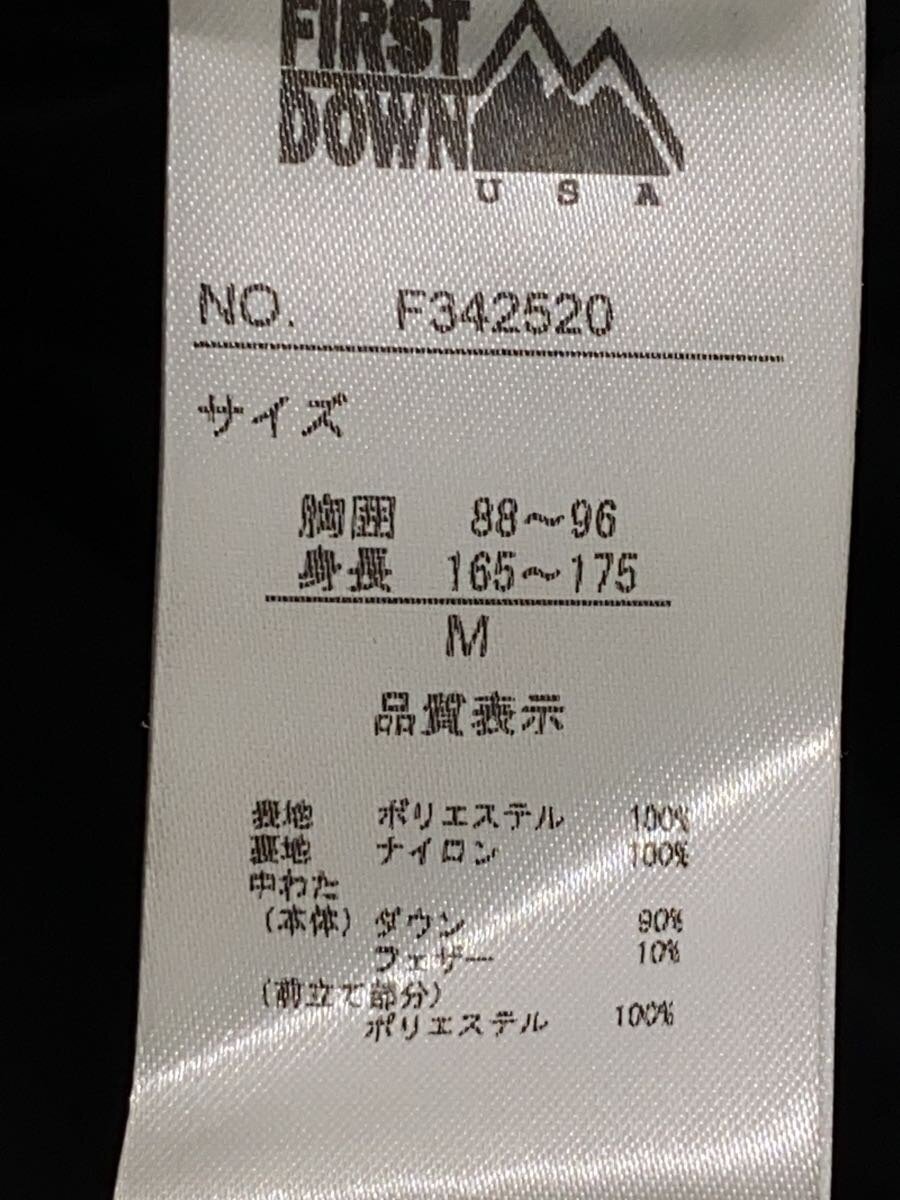 FIRST
DOWN
USA
NO. F342520
サイズ
胸囲 88～96
身長 165～175
M
品質表示
表地 ポリエステル 100%
裏地 ナイロン 100%
中わた
(本体) ダウン 90%
フェザー 10%
(前立て部分)
ポリエステル 100%